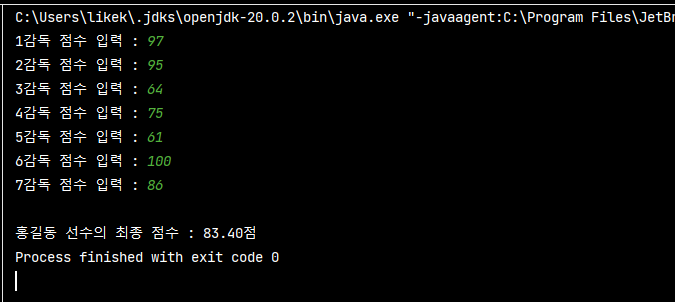 C:\Users\likek\.jdks\openjdk-20.0.2\bin\java.exe "-javaagent:C:\Program Files\JetBr
1감독 점수 입력 : 97
2감독 점수 입력 : 95
3감독 점수 입력 : 64
4감독 점수 입력 : 75
5감독 점수 입력 : 61
6감독 점수 입력 : 100
7감독 점수 입력 : 86
홍길동 선수의 최종 점수 : 83.40점
Process finished with exit code 0